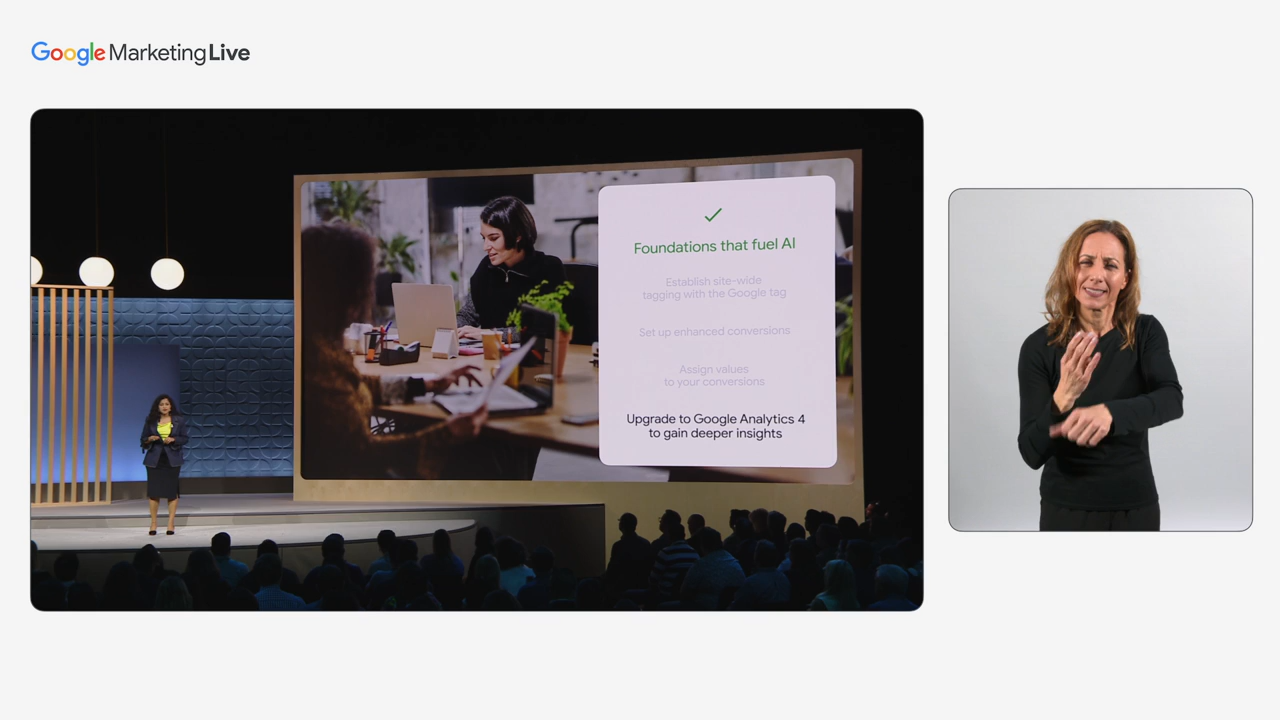 Google Marketing Live
Foundations that fuel AI
Establish site-wide
tagging with the Google tag
Set up enhanced conversions
Assign values
to your conversions
Upgrade to Google Analytics 4
to gain deeper insights